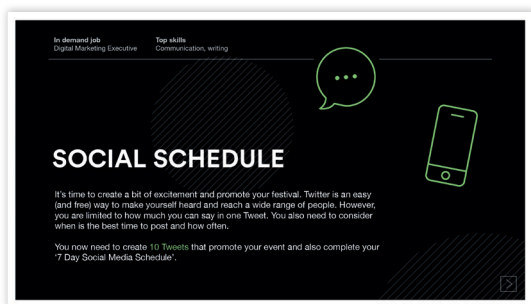 In demand job
Digital Marketing Executive
Top skills
Communication, writing
SOCIAL SCHEDULE
It's time to create a bit of excitement and promote your festival. Twitter is an easy
(and free) way to make yourself heard and reach a wide range of people. However,
you are limited to how much you can say in one Tweet. You also need to consider
when is the best time to post and how often.
You now need to create 10 Tweets that promote your event and also complete your
'7 Day Social Media Schedule'.